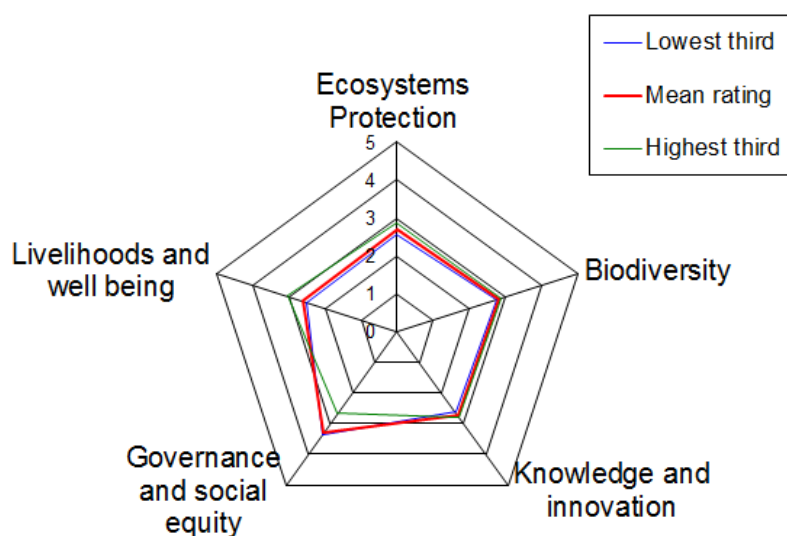 Lowest third
Mean rating
Highest third
Ecosystems
Protection
5
4
3
2
1
0
Livelihoods and
well being
Biodiversity
Governance
and social
equity
Knowledge and
innovation